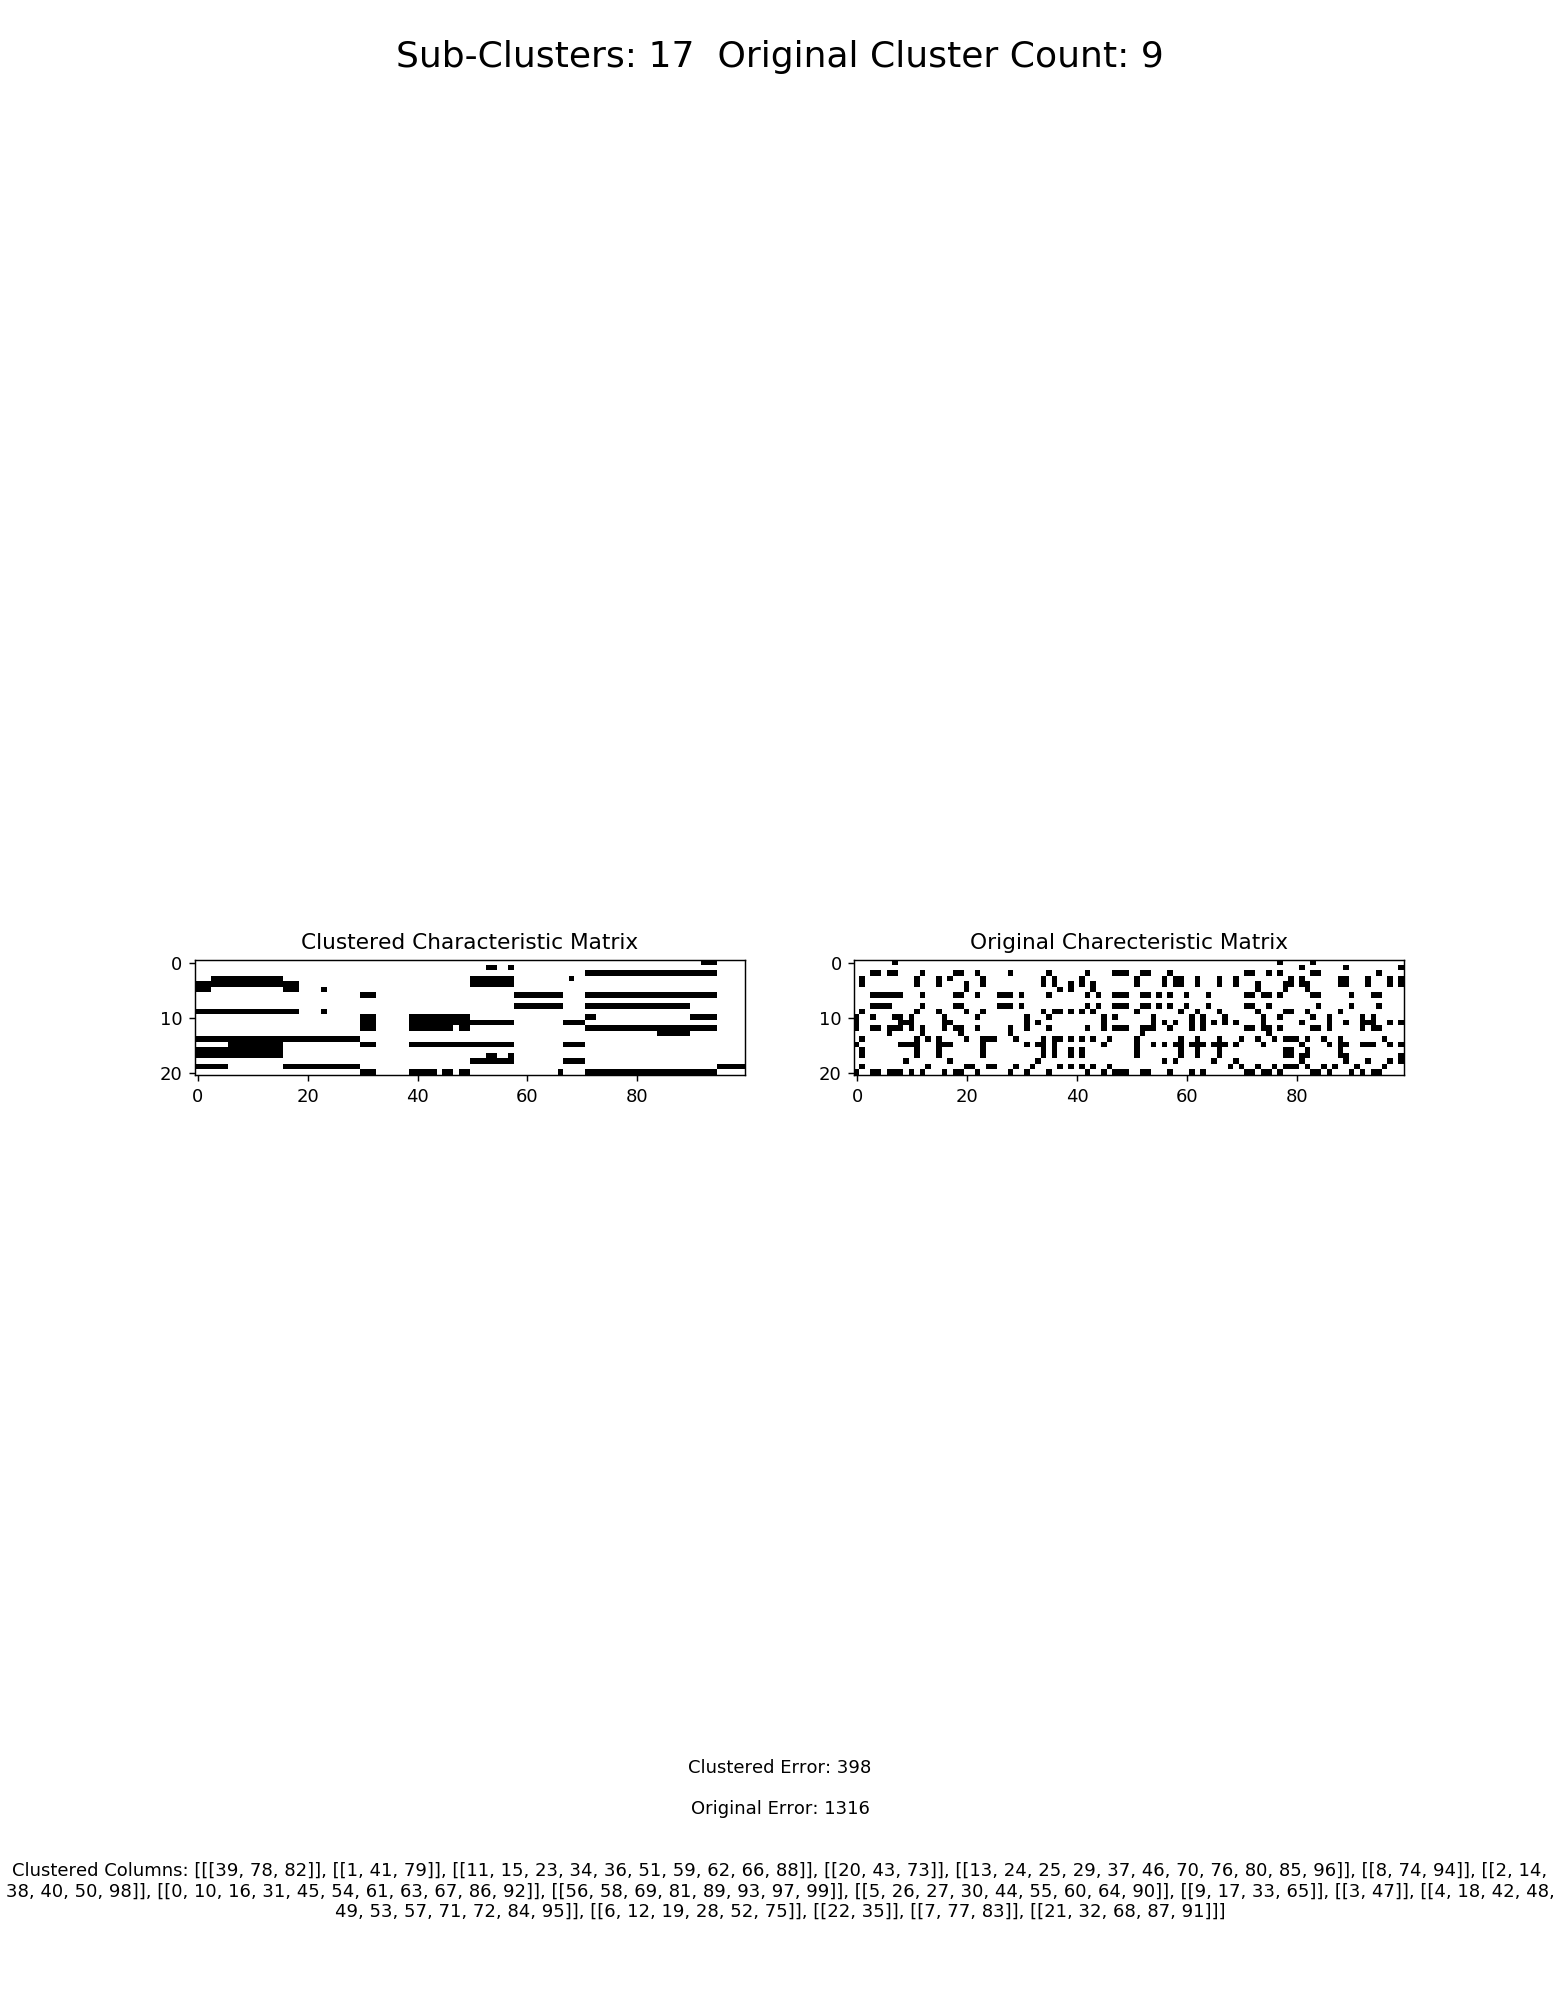 Sub-Clusters: 17  Original Cluster Count: 9
Clustered Characteristic Matrix
Original Charecteristic Matrix
0
10
20
0
20
40
60
80
0
10
20
0
20
40
60
80
Clustered Error: 398
Original Error: 1316
Clustered Columns: [[[39, 78, 82]], [[1, 41, 79]], [[11, 15, 23, 34, 36, 51, 59, 62, 66, 88]], [[20, 43, 73]], [[13, 24, 25, 29, 37, 46, 70, 76, 80, 85, 96]], [[8, 74, 94]], [[2, 14,
38, 40, 50, 98]], [[0, 10, 16, 31, 45, 54, 61, 63, 67, 86, 92]], [[56, 58, 69, 81, 89, 93, 97, 99]], [[5, 26, 27, 30, 44, 55, 60, 64, 90]], [[9, 17, 33, 65]], [[3, 47]], [[4, 18, 42, 48,
49, 53, 57, 71, 72, 84, 95]], [[6, 12, 19, 28, 52, 75]], [[22, 35]], [[7, 77, 83]], [[21, 32, 68, 87, 91]]]